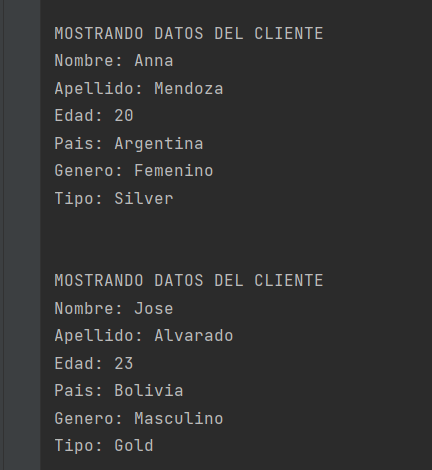 MOSTRANDO DATOS DEL CLIENTE
Nombre: Anna
Apellido: Mendoza
Edad: 20
Pais: Argentina
Genero: Femenino
Tipo: Silver
MOSTRANDO DATOS DEL CLIENTE
Nombre: Jose
Apellido: Alvarado
Edad: 23
Pais: Bolivia
Genero: Masculino
Tipo: Gold